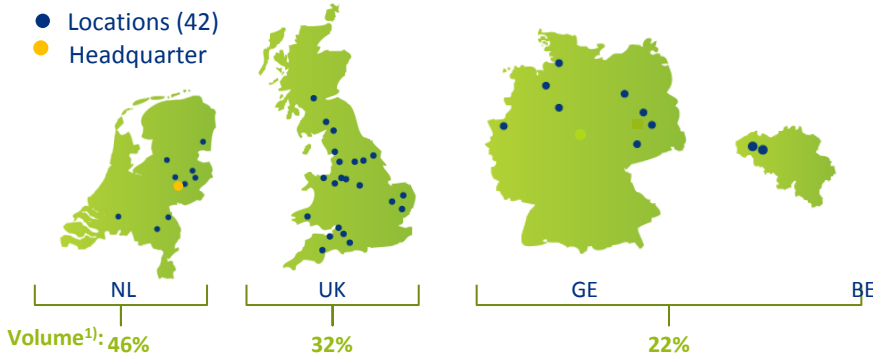 Locations (42)
Headquarter
NL UK GE BE
Volume1): 46% 32% 22%